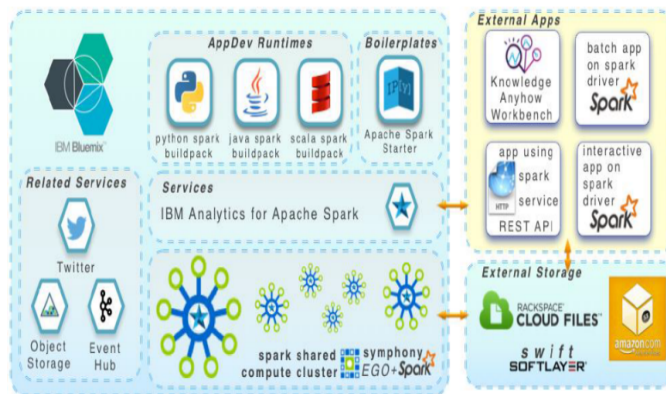 IBM Bluemix™
AppDev Runtimes
python spark
buildpack
java spark
buildpack
scala spark
buildpack
Boilerplates
IP[y]
Apache Spark
Starter
Related Services
Twitter
Object
Storage
Event
Hub
Services
IBM Analytics for Apache Spark
spark shared
compute cluster
symphony
EGO+Spark
External Apps
Knowledge
Anyhow
Workbench
batch app
on spark
driver
Spark
app using
spark
HTTP
service
REST API
interactive
app on
spark
driver
Spark
External Storage
RACKSPACE®
CLOUD FILES™
swift
SOFTLAYER®
amazon.com